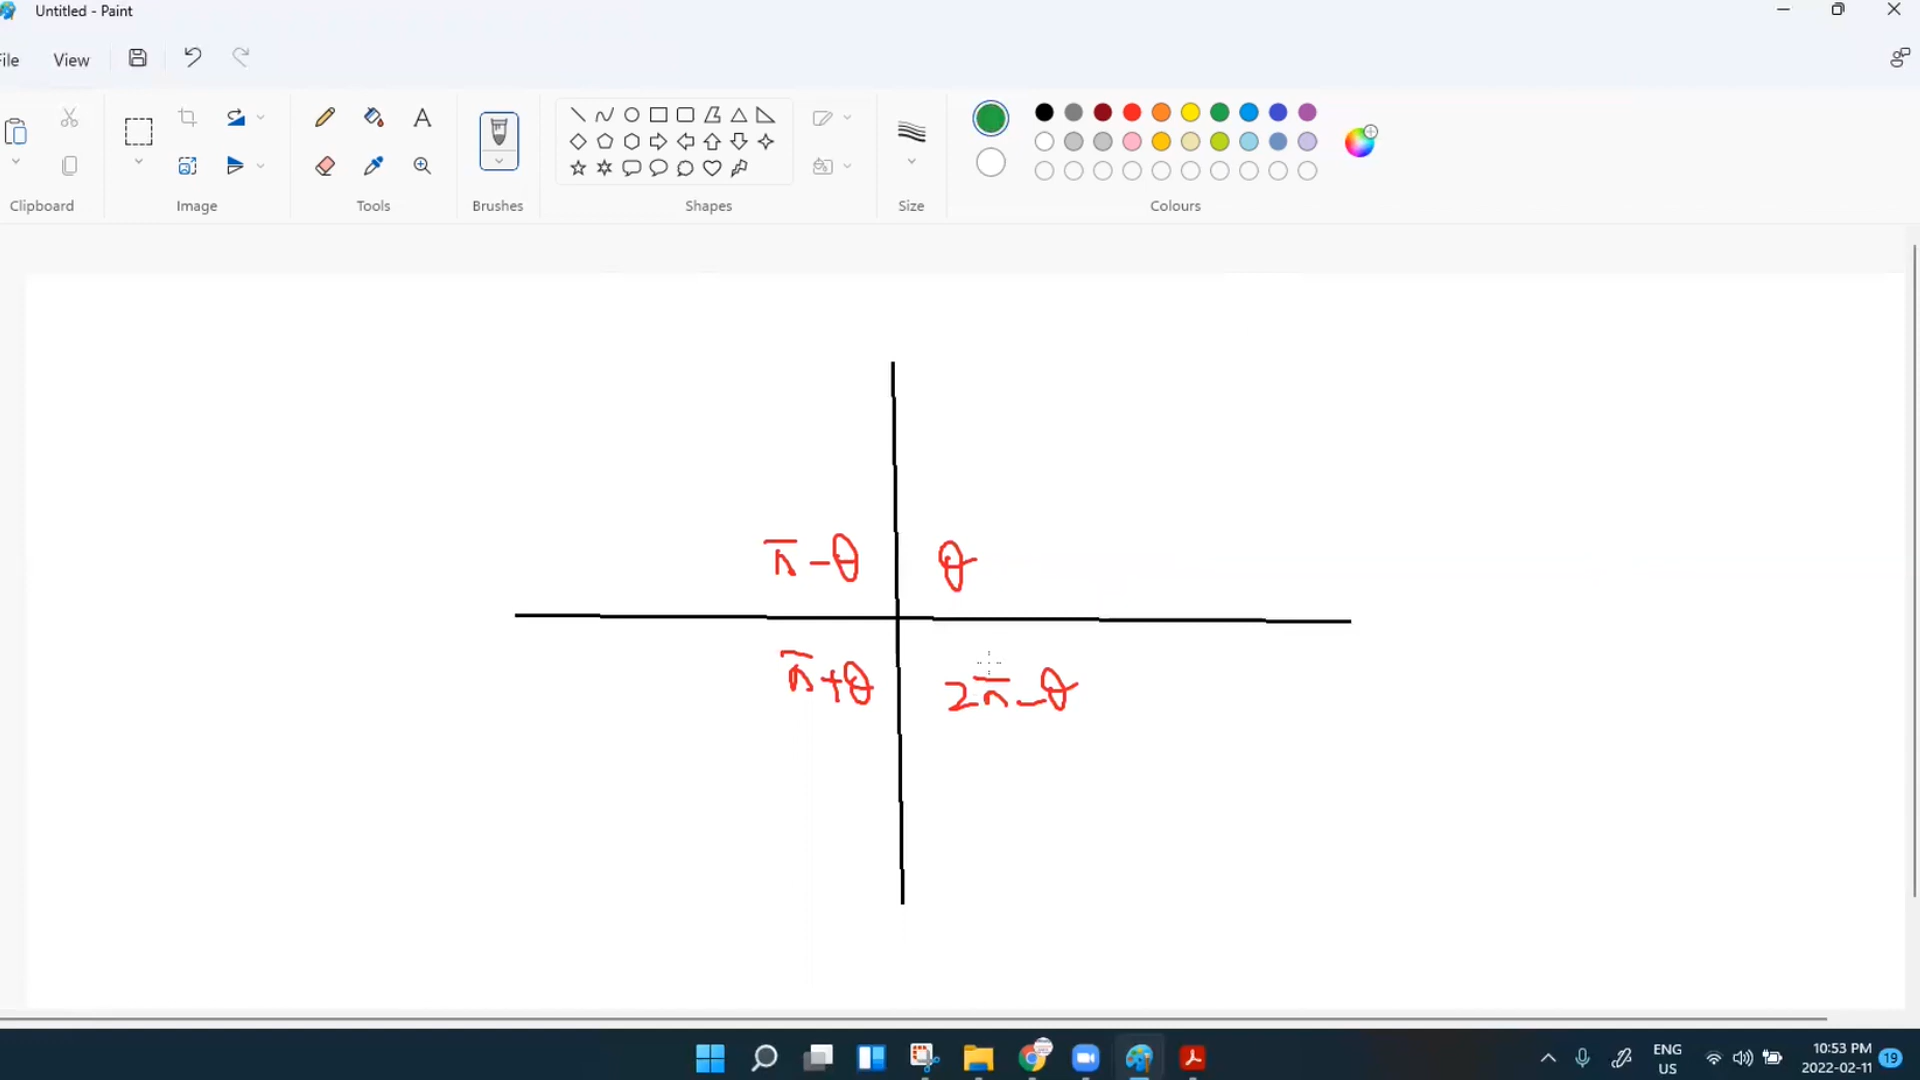 Untitled - Paint
File View
Clipboard Image Tools Brushes Shapes Size Colours
π - θ θ
π + θ 2π - θ
ENG 10:53 PM 19
US 2022-02-11